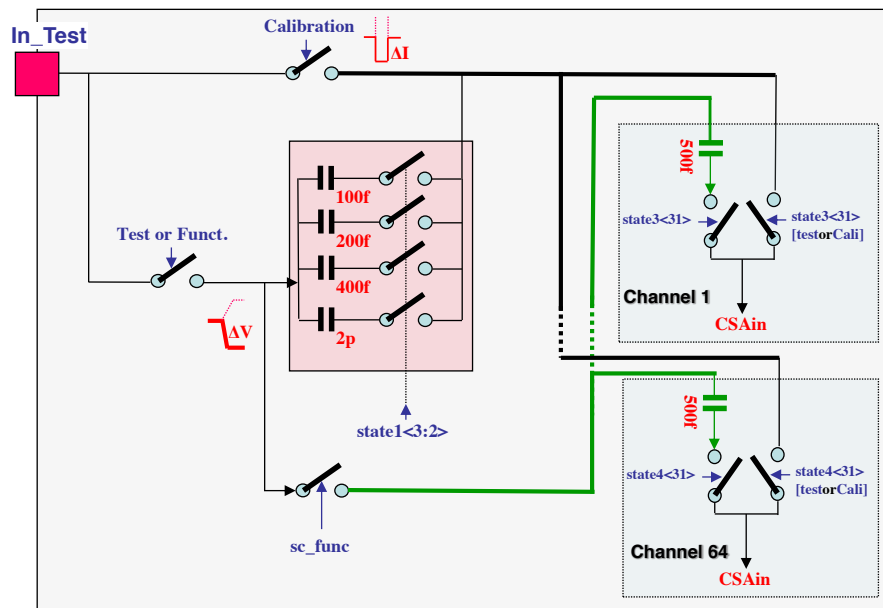 In_Test
Calibration
ΔI
100f
200f
400f
2p
Test or Funct.
ΔV
state1<3:2>
sc_func
500f
state3<31>
state3<31>
[testorCali]
Channel 1
CSAin
500f
state4<31>
state4<31>
[testorCali]
Channel 64
CSAin